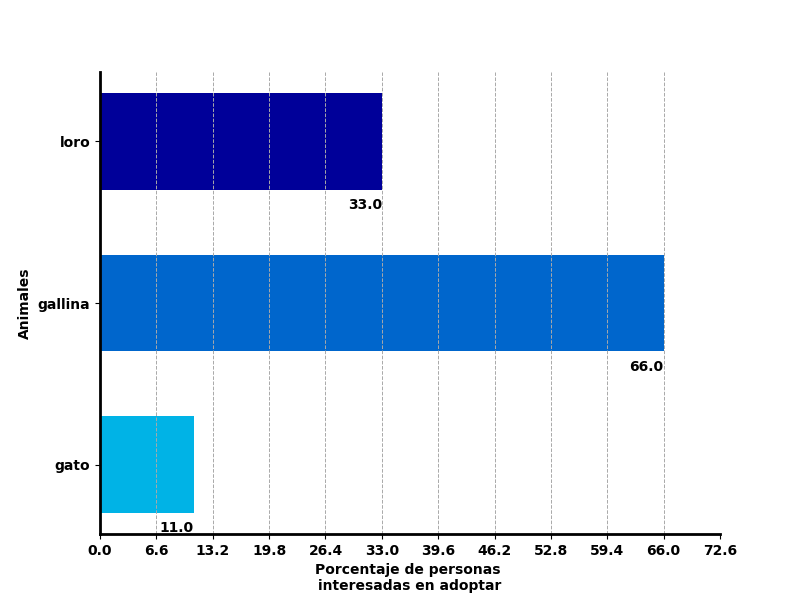 loro
33.0
Animales
gallina
66.0
gato
11.0
0.0 6.6 13.2 19.8 26.4 33.0 39.6 46.2 52.8 59.4 66.0 72.6
Porcentaje de personas
interesadas en adoptar